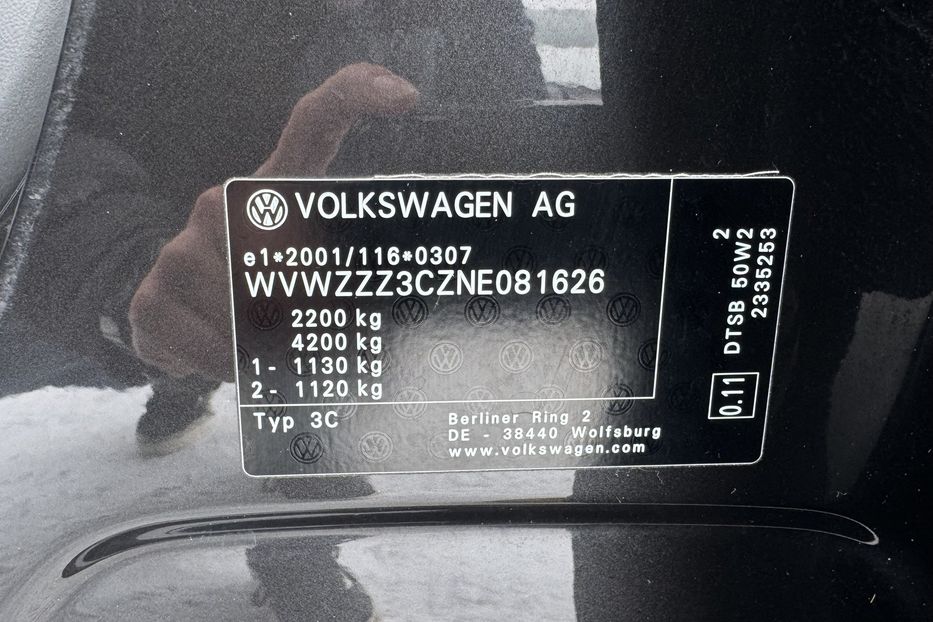 VOLKSWAGEN AG
e1*2001/116*0307
WVWZZZ3CZNE081626
2200 kg
4200 kg
1- 1130 kg
2- 1120 kg
Typ 3C
Berliner Ring 2
DE - 38440 Wolfsburg
www.volkswagen.com
0.11 DTSB 50W2 2
2335253